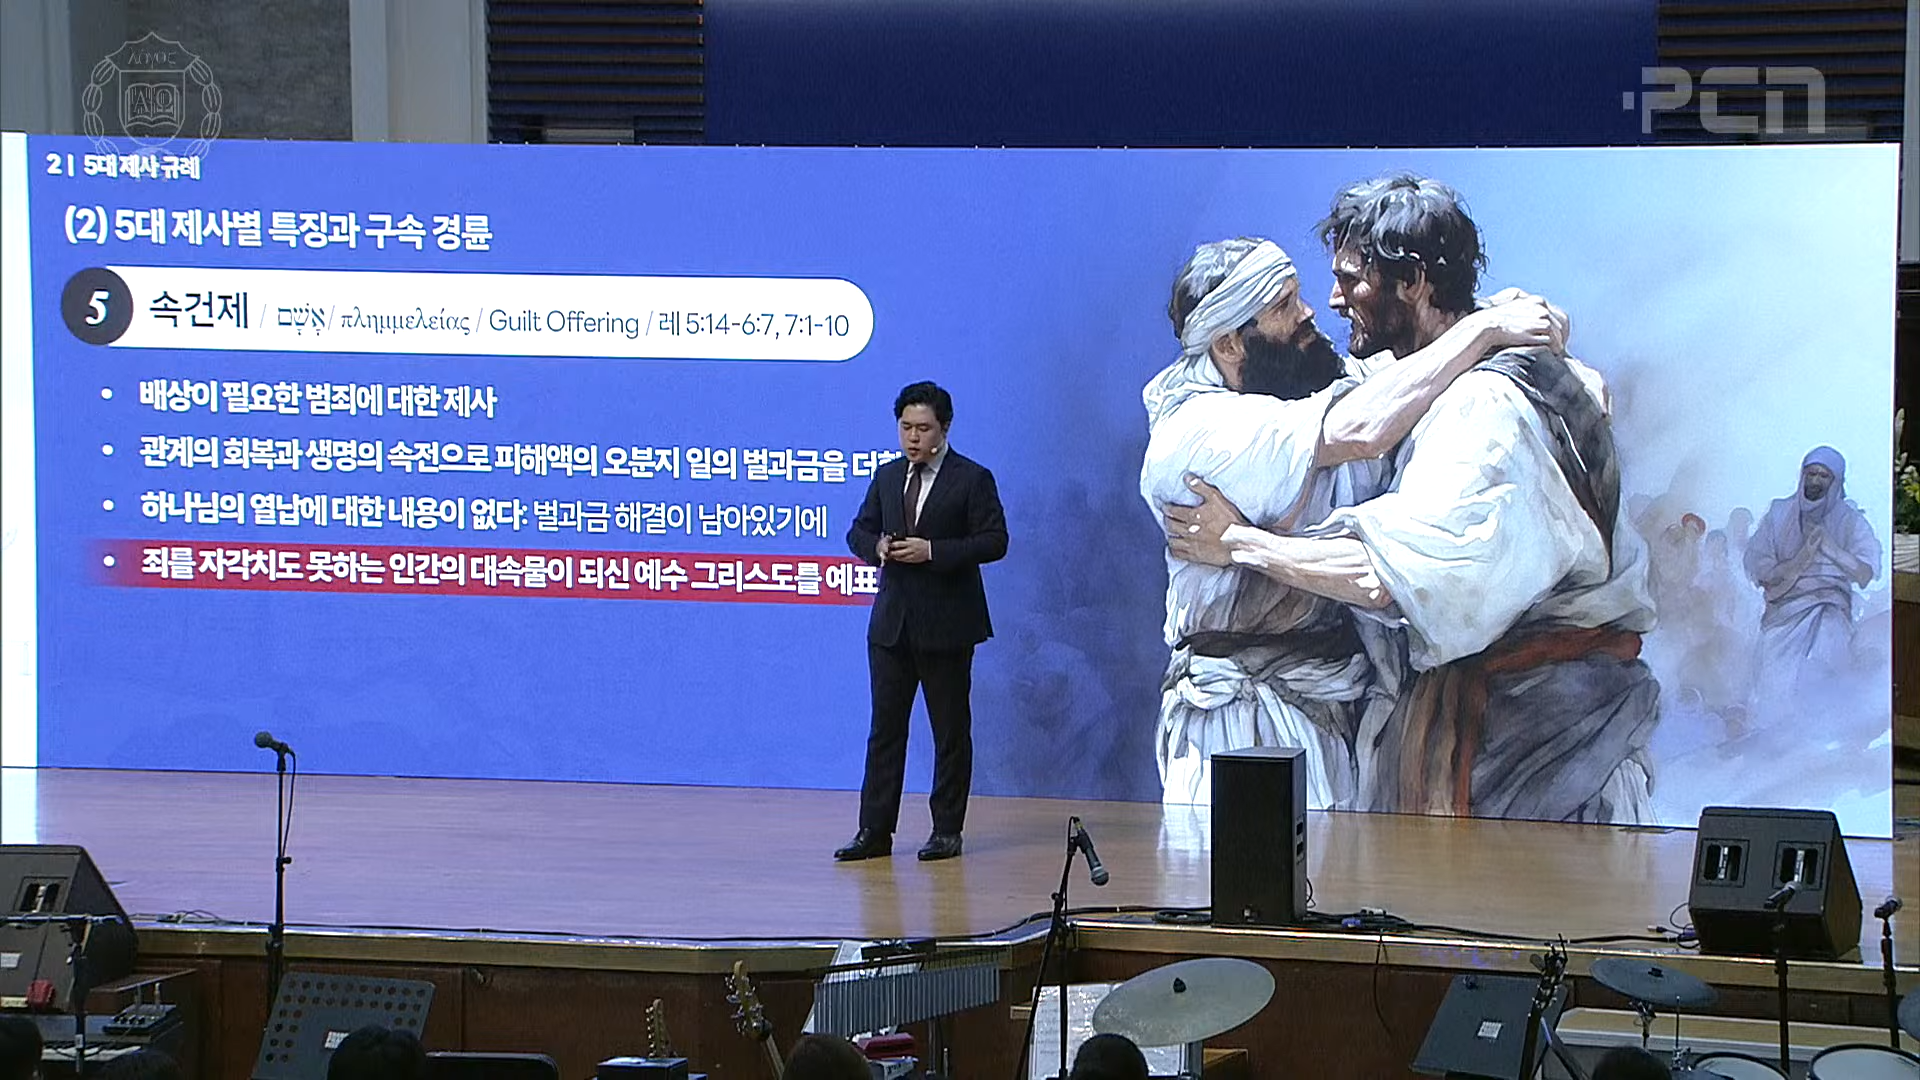 λόγος
ΑΩ
PCN
2 | 5대 제사 규례
(2) 5대 제사별 특징과 구속 경륜
5 속건제 / אָשָׁם / πλημμελείας / Guilt Offering / 레 5:14-6:7, 7:1-10
• 배상이 필요한 범죄에 대한 제사
• 관계의 회복과 생명의 속전으로 피해액의 오분지 일의 벌과금을
• 하나님의 열납에 대한 내용이 없다: 벌과금 해결이 남아있기에
• 죄를 자각치도 못하는 인간의 대속물이 되신 예수 그리스도를 예표